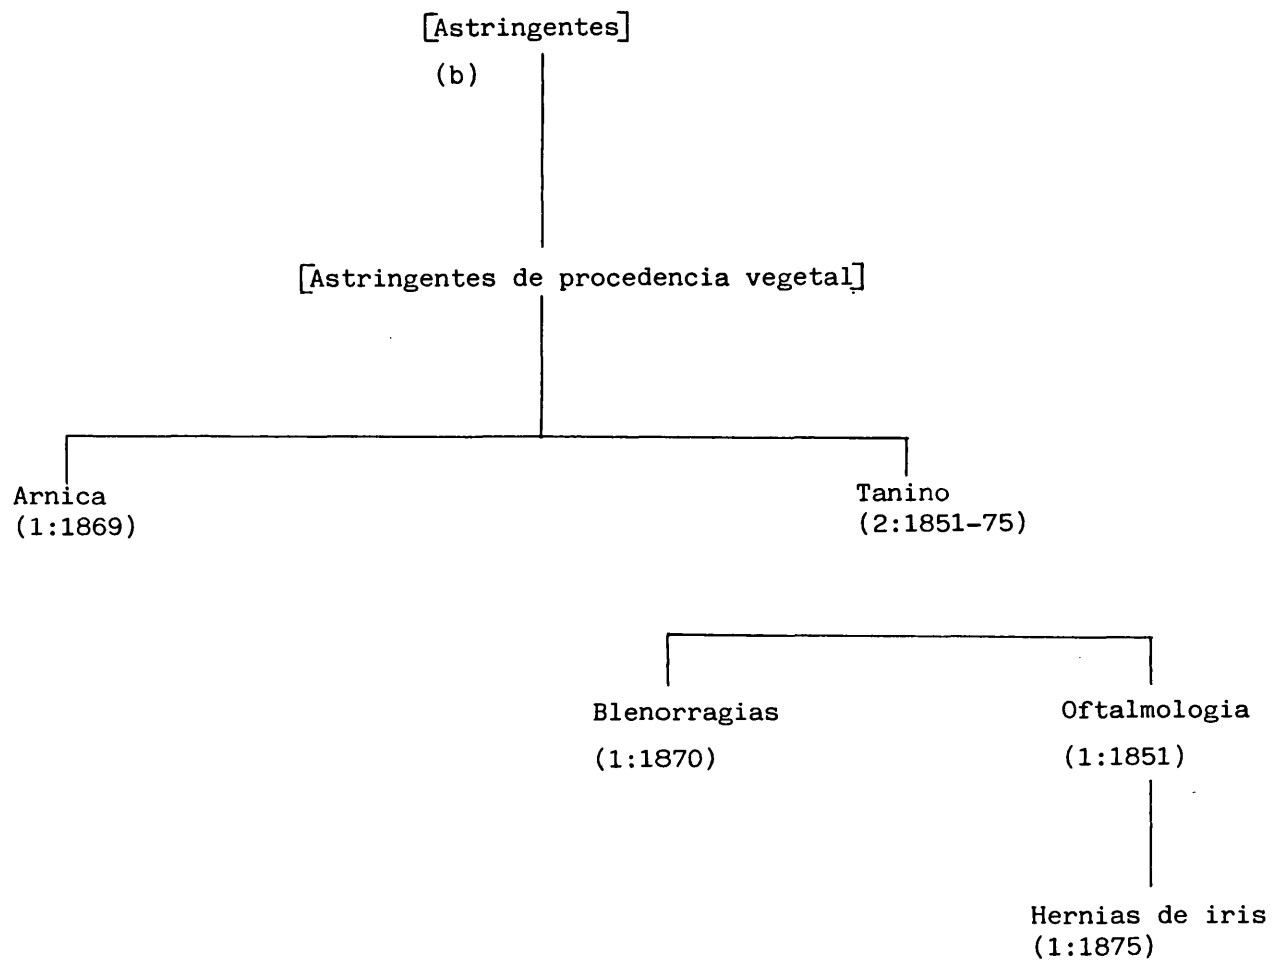 [Astringentes]
(b)
[Astringentes de procedencia vegetal]
Arnica
(1:1869)
Tanino
(2:1851-75)
Blenorragias
(1:1870)
Oftalmologia
(1:1851)
Hernias de iris
(1:1875)